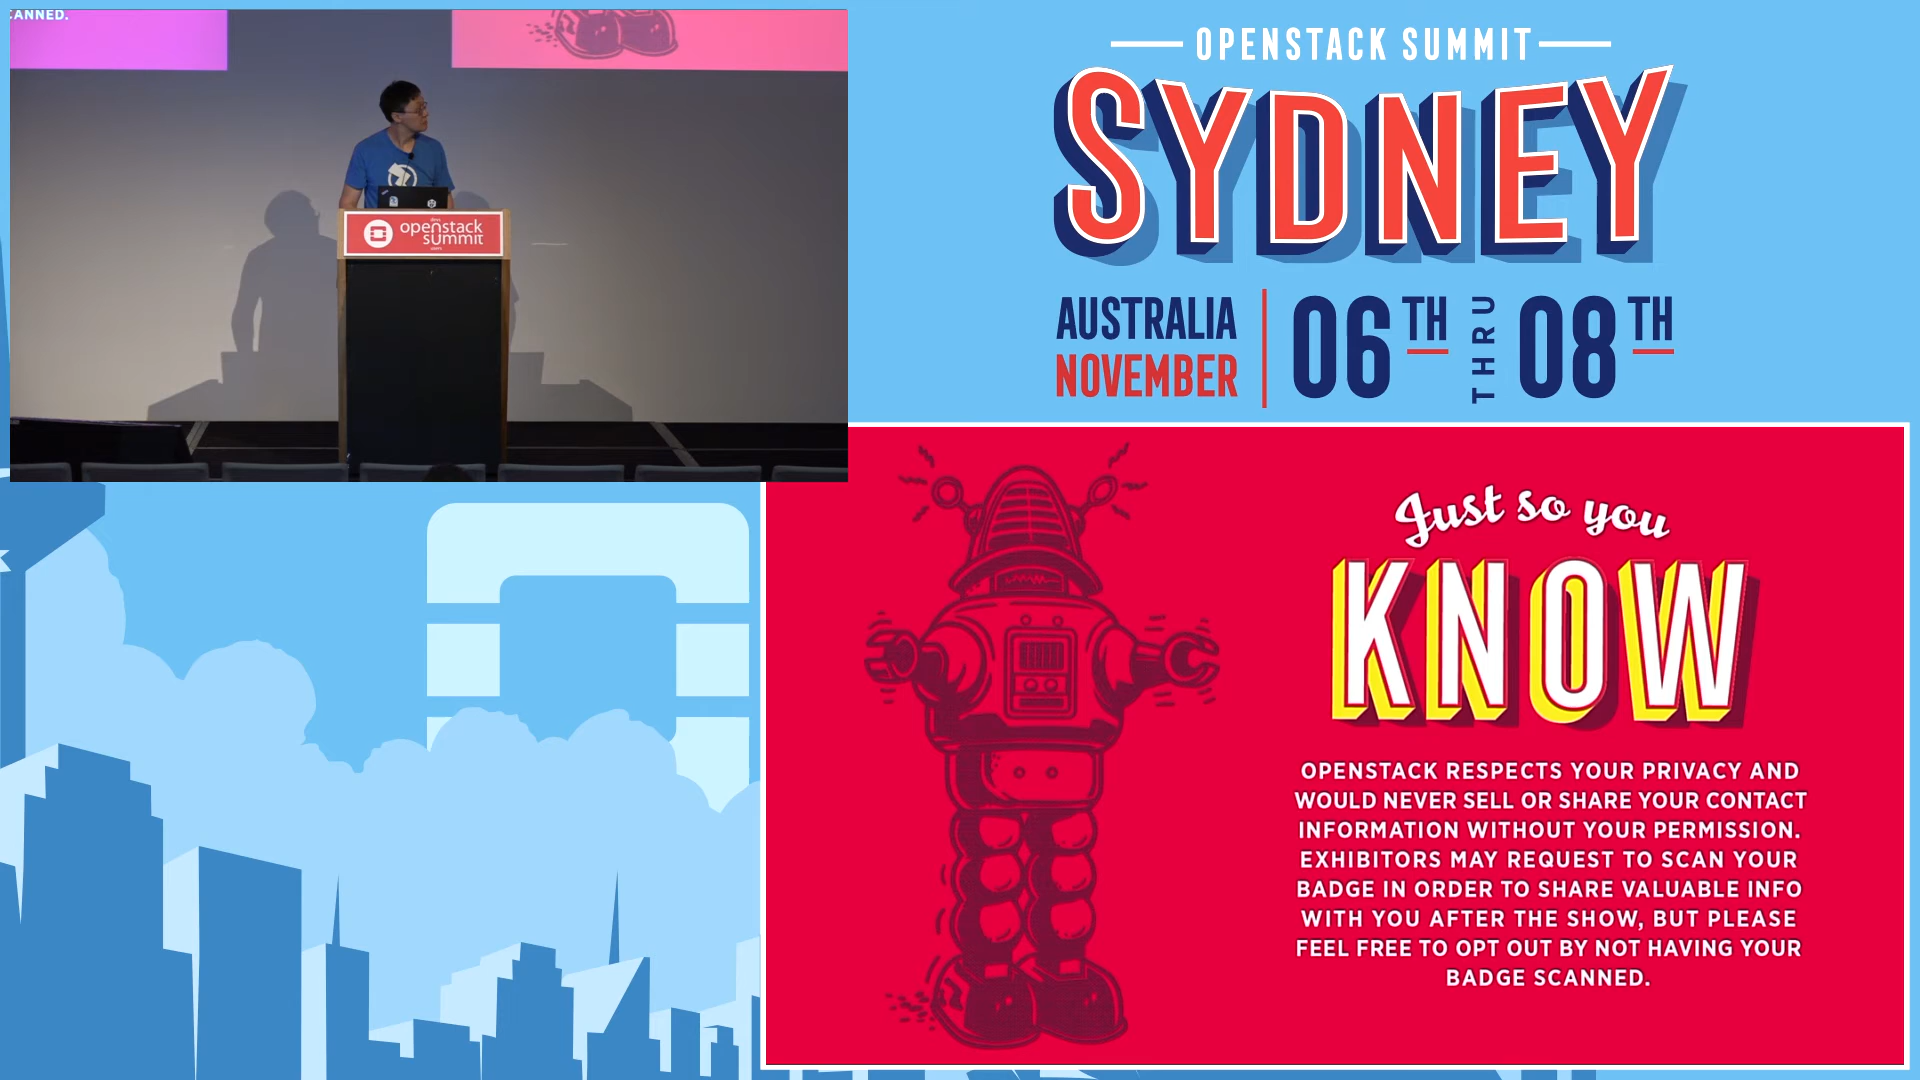 CANNED.
openstack
summit
OPENSTACK SUMMIT
SYDNEY
AUSTRALIA
NOVEMBER
06TH THRU 08TH
Just so you
KNOW
OPENSTACK RESPECTS YOUR PRIVACY AND
WOULD NEVER SELL OR SHARE YOUR CONTACT
INFORMATION WITHOUT YOUR PERMISSION.
EXHIBITORS MAY REQUEST TO SCAN YOUR
BADGE IN ORDER TO SHARE VALUABLE INFO
WITH YOU AFTER THE SHOW, BUT PLEASE
FEEL FREE TO OPT OUT BY NOT HAVING YOUR
BADGE SCANNED.